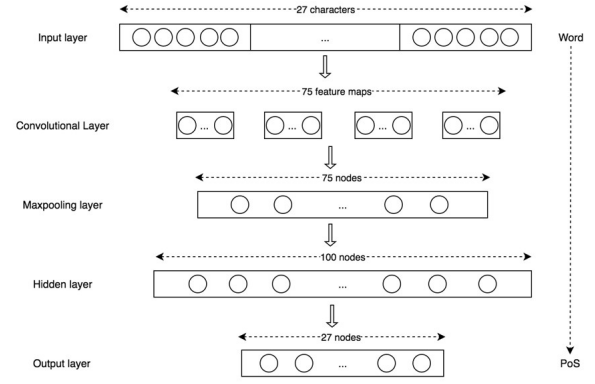 27 characters
Input layer ... Word
75 feature maps
Convolutional Layer ... ... ... ...
75 nodes
Maxpooling layer ...
100 nodes
Hidden layer ...
27 nodes
Output layer ... PoS